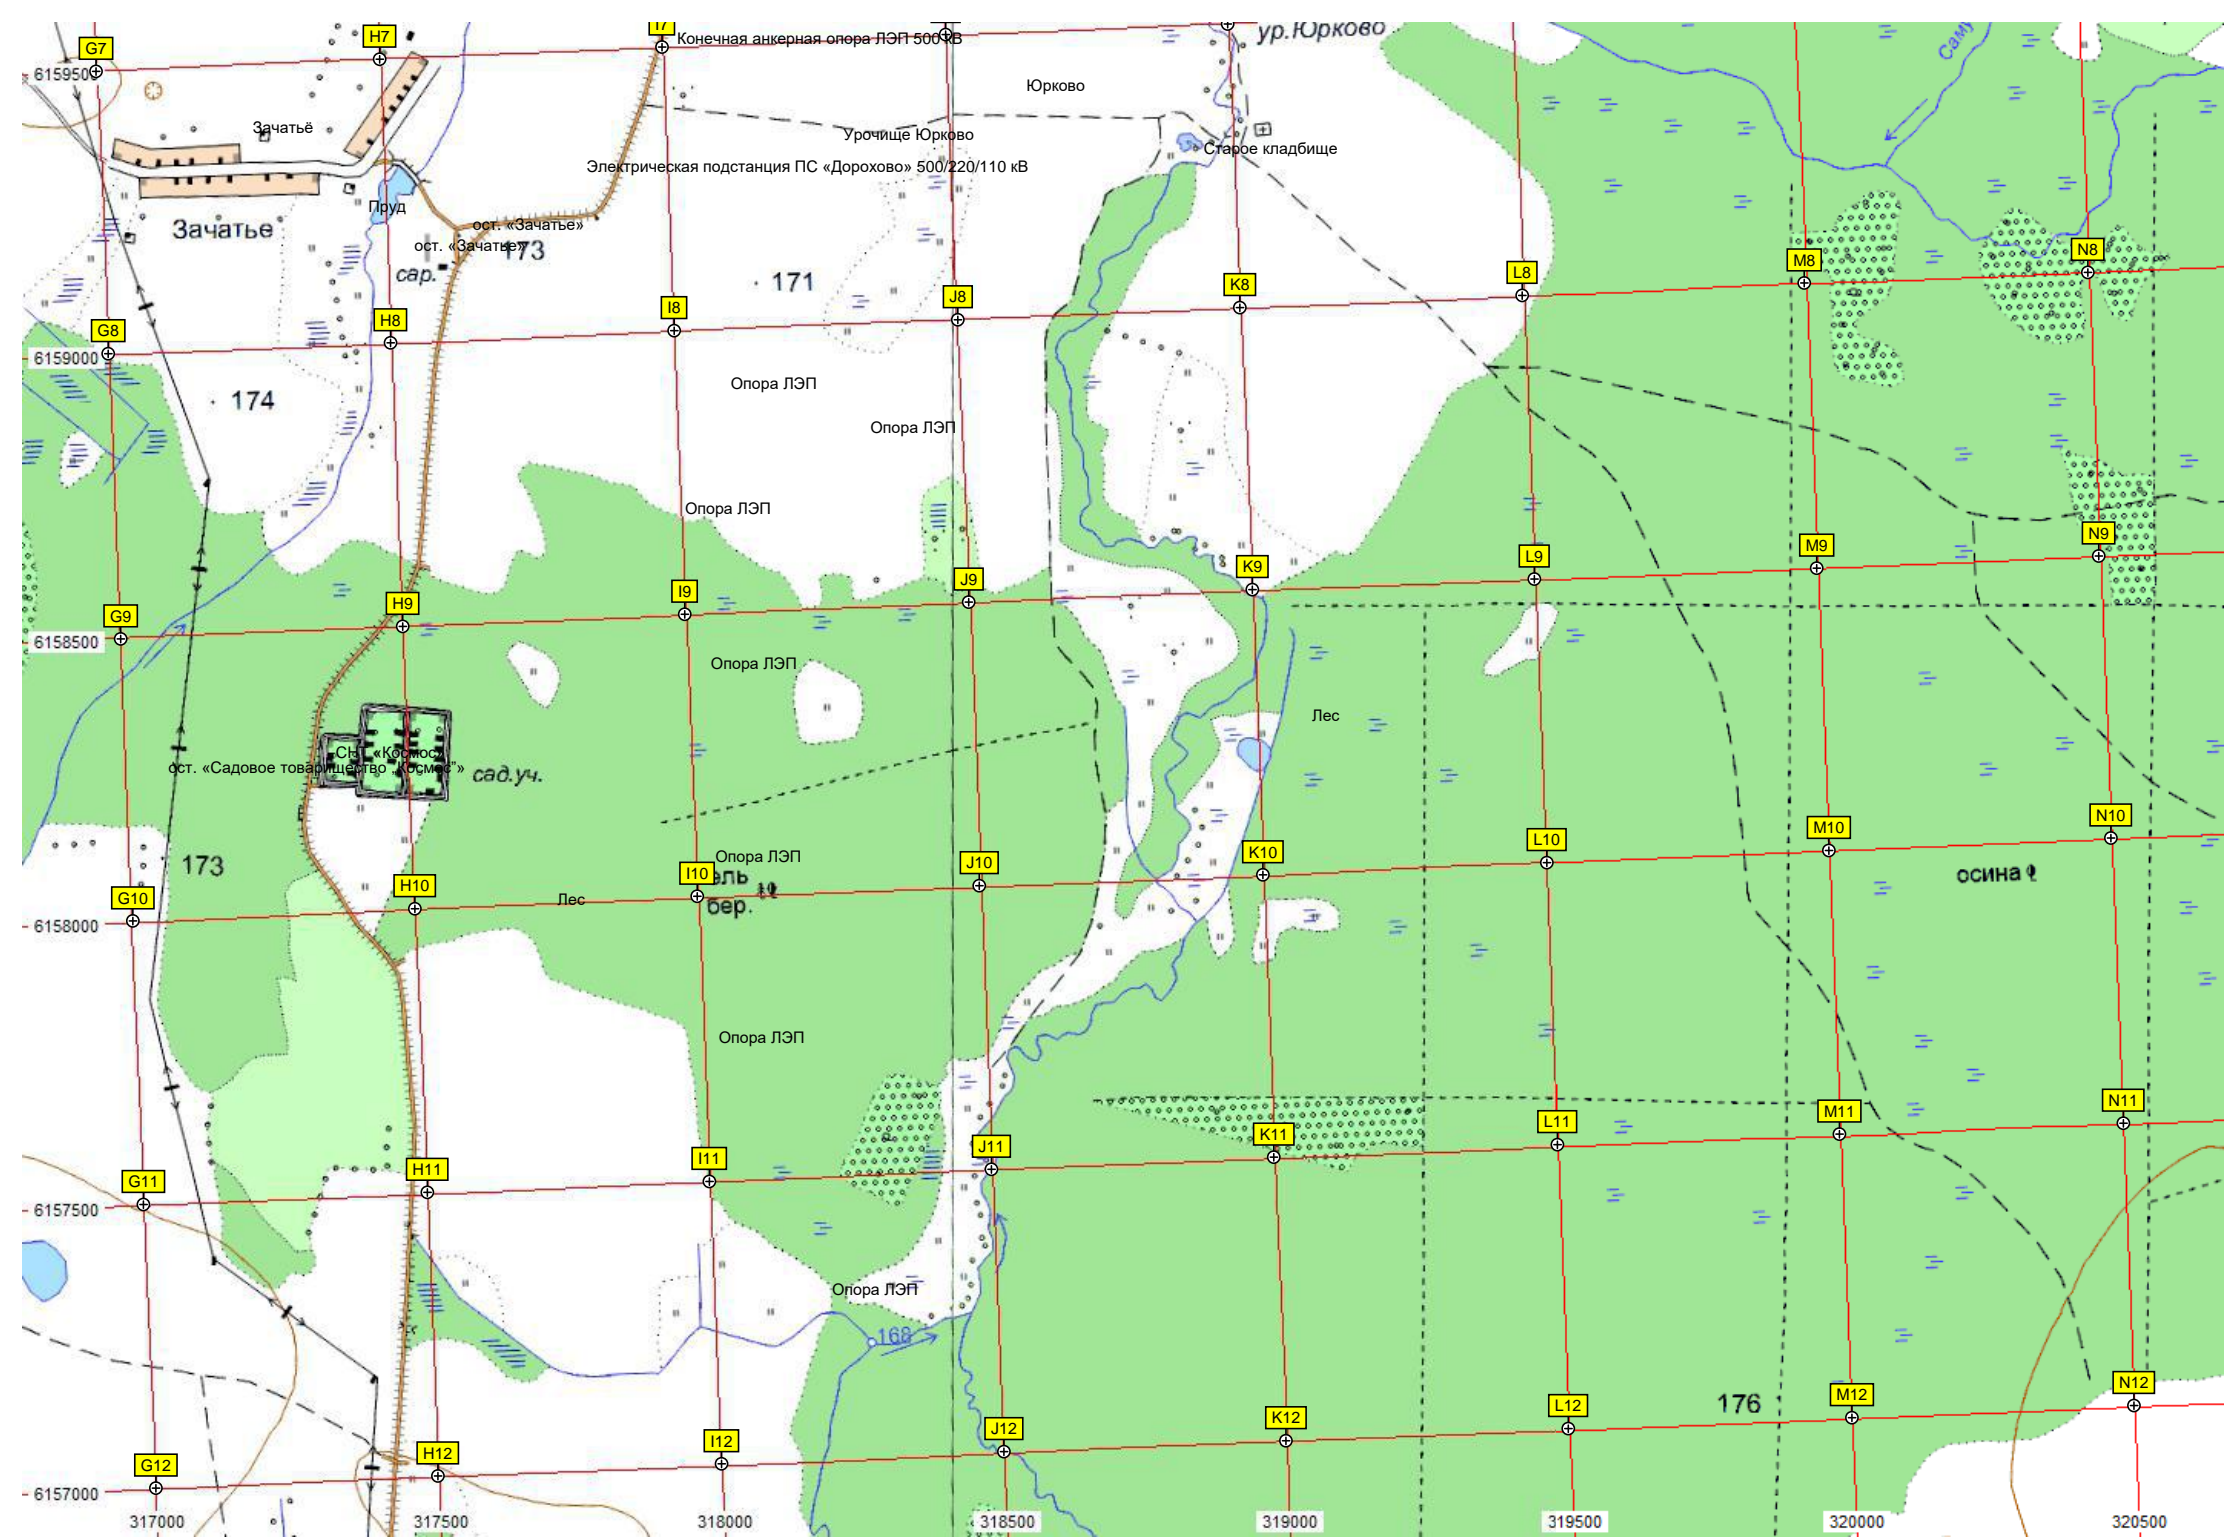 I7
ур.Юрково
H7
Конечная анкерная опора ЛЭП 500 кВ
G7
Саму
6159500
Юрково
Зачатьё
Урочище Юрково
Старое кладбище
Электрическая подстанция ПС «Дорохово» 500/220/110 кВ
Пруд
Зачатье
ост. «Зачатье»
ост. «Зачатье»
173
сар.
171
N8
M8
L8
K8
J8
I8
H8
G8
6159000
Опора ЛЭП
174
Опора ЛЭП
Опора ЛЭП
N9
M9
L9
K9
J9
I9
H9
G9
6158500
Опора ЛЭП
Лес
СНТ «Космос»
ост. «Садовое товарищество „Космос"»
сад.уч.
N10
M10
L10
K10
J10
I10
H10
G10
173
Опора ЛЭП
ель
осина
бер.
Лес
6158000
Опора ЛЭП
N11
M11
L11
K11
J11
I11
H11
G11
6157500
Опора ЛЭП
168
N12
M12
176
L12
K12
J12
I12
H12
G12
6157000
317000
317500
318000
318500
319000
319500
320000
320500